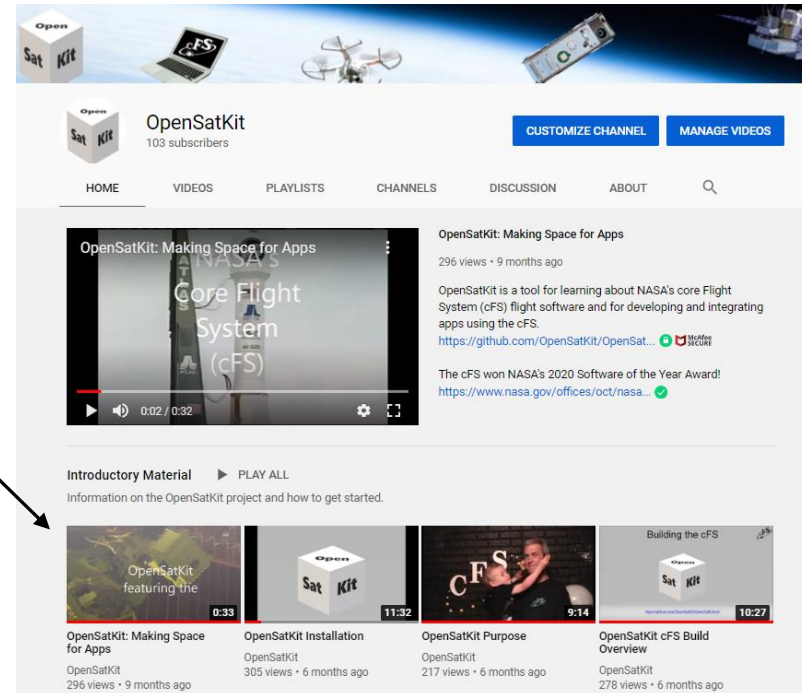 Open
Sat Kit
cFS
Open
Sat Kit
OpenSatKit
103 subscribers
CUSTOMIZE CHANNEL
MANAGE VIDEOS
HOME
VIDEOS
PLAYLISTS
CHANNELS
DISCUSSION
ABOUT
OpenSatKit: Making Space for Apps
NASA's
Core Flight
System
(cFS)
ATLAS
0:02 / 0:32
OpenSatKit: Making Space for Apps
296 views • 9 months ago
OpenSatKit is a tool for learning about NASA's core Flight
System (cFS) flight software and for developing and integrating
apps using the cFS.
https://github.com/OpenSatKit/OpenSat... McAfee
SECURE
The cFS won NASA's 2020 Software of the Year Award!
https://www.nasa.gov/offices/oct/nasa...
Introductory Material PLAY ALL
Information on the OpenSatKit project and how to get started.
OpenSatKit
featuring the
0:33
OpenSatKit: Making Space
for Apps
OpenSatKit
296 views • 9 months ago
Open
Sat Kit
11:32
OpenSatKit Installation
OpenSatKit
305 views • 6 months ago
CFS
9:14
OpenSatKit Purpose
OpenSatKit
217 views • 6 months ago
Building the cFS
cFS
Open
Sat Kit
10:27
OpenSatKit cFS Build
Overview
OpenSatKit
278 views • 6 months ago